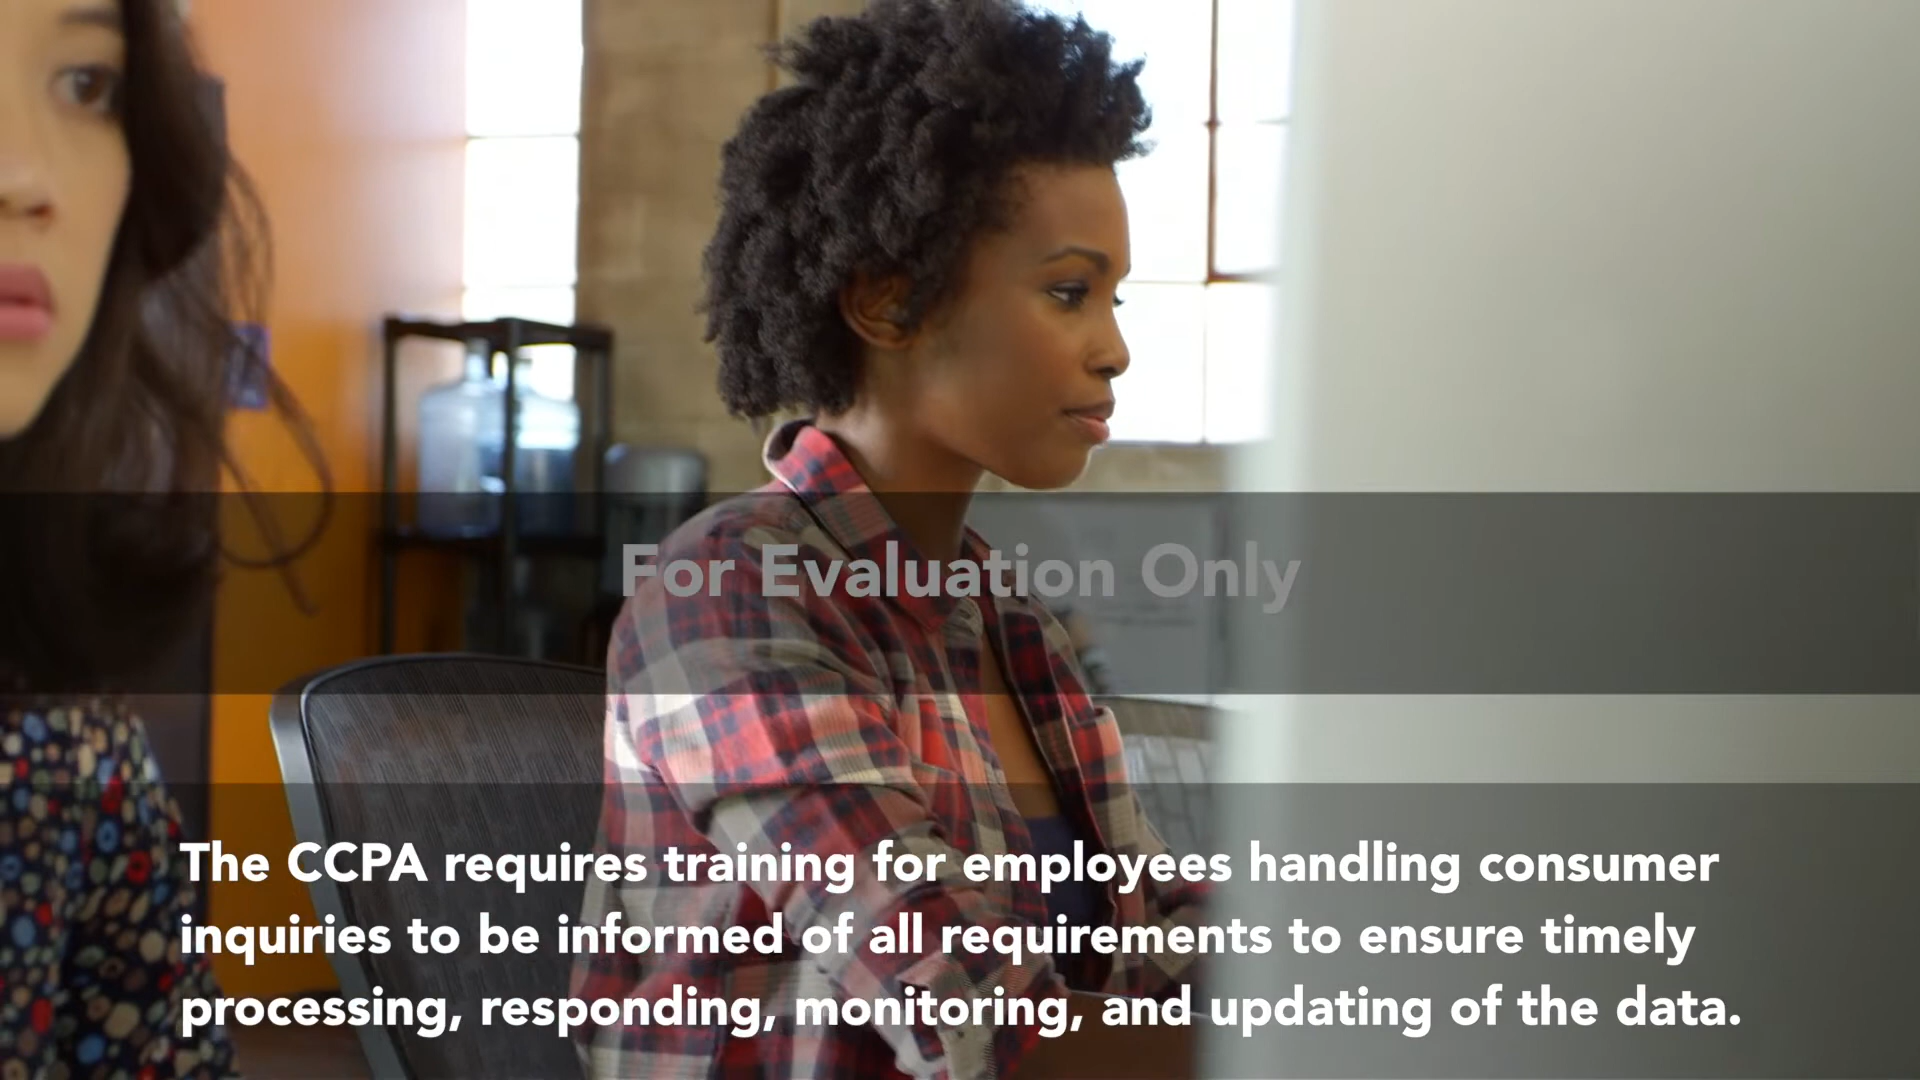 For Evaluation Only
The CCPA requires training for employees handling consumer
inquiries to be informed of all requirements to ensure timely
processing, responding, monitoring, and updating of the data.